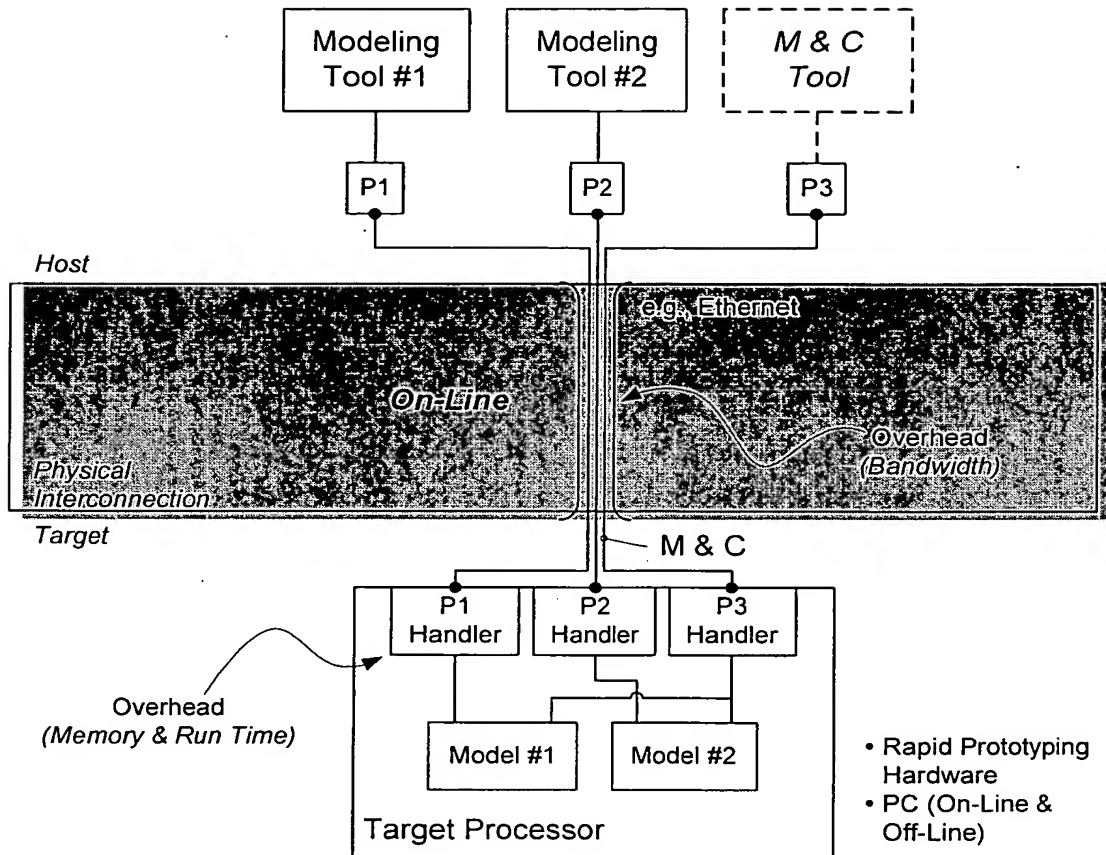 Modeling
Tool #1
Modeling
Tool #2
M & C
Tool
P1
P2
P3
Host
e.g., Ethernet
On-Line
Overhead
(Bandwidth)
Physical
Interconnection
Target
M & C
P1
Handler
P2
Handler
P3
Handler
Overhead
(Memory & Run Time)
Model #1
Model #2
Target Processor
• Rapid Prototyping
Hardware
• PC (On-Line &
Off-Line)